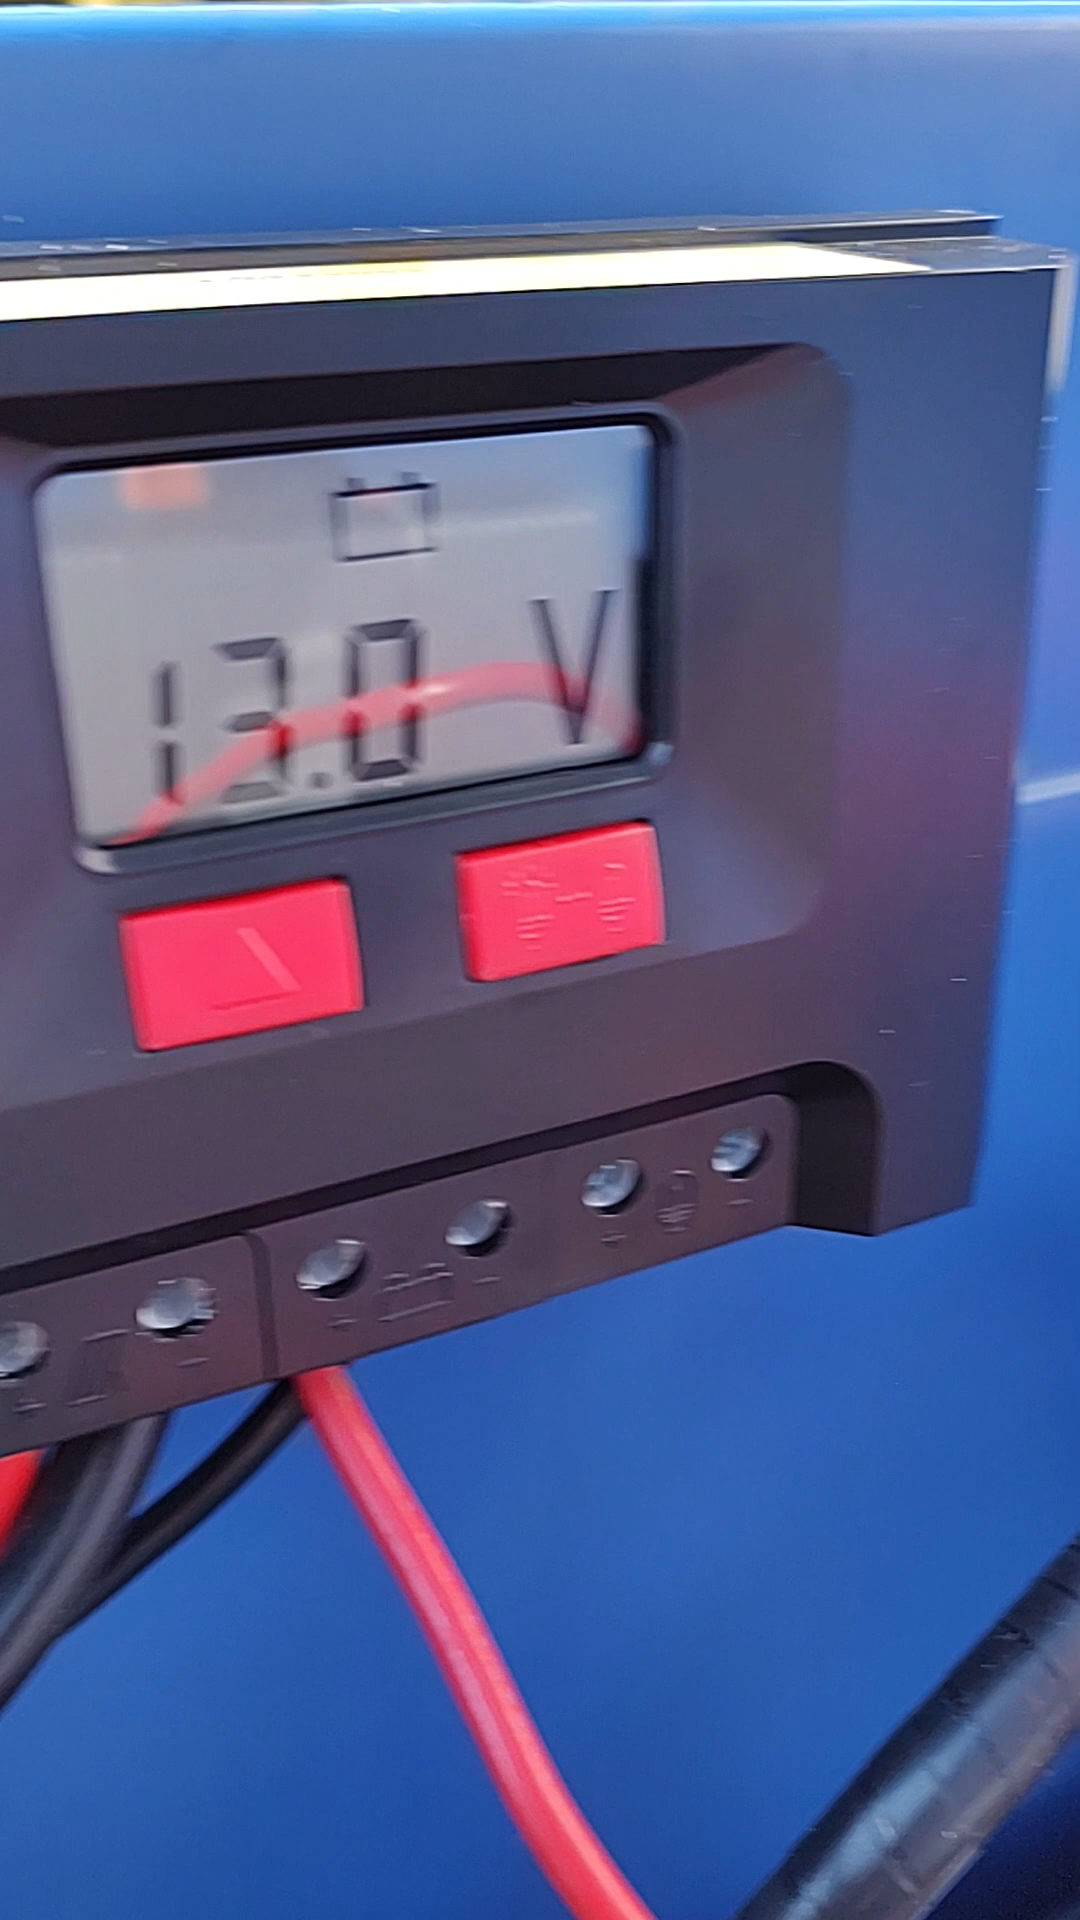 13.0 V
+ - + - + -